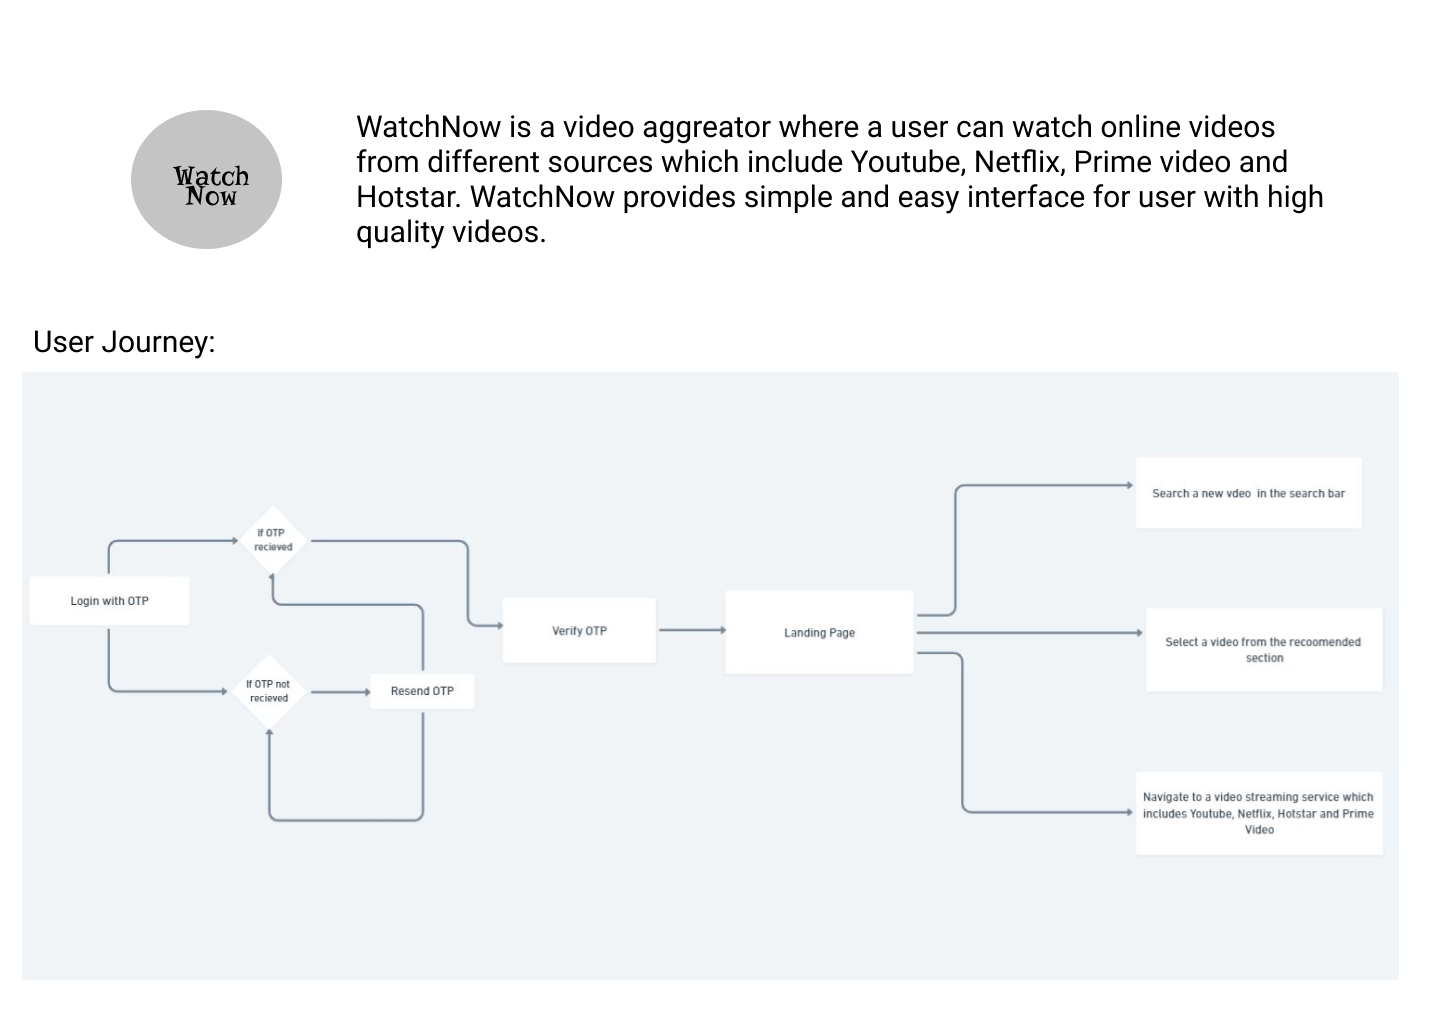 Watch
Now
WatchNow is a video aggreator where a user can watch online videos
from different sources which include Youtube, Netflix, Prime video and
Hotstar. WatchNow provides simple and easy interface for user with high
quality videos.
User Journey:
Search a new vdeo in the search bar
If OTP
recieved
Login with OTP
Verify OTP
Landing Page
Select a video from the recoomended
section
If OTP not
recieved
Resend OTP
Navigate to a video streaming service which
includes Youtube, Netflix, Hotstar and Prime
Video